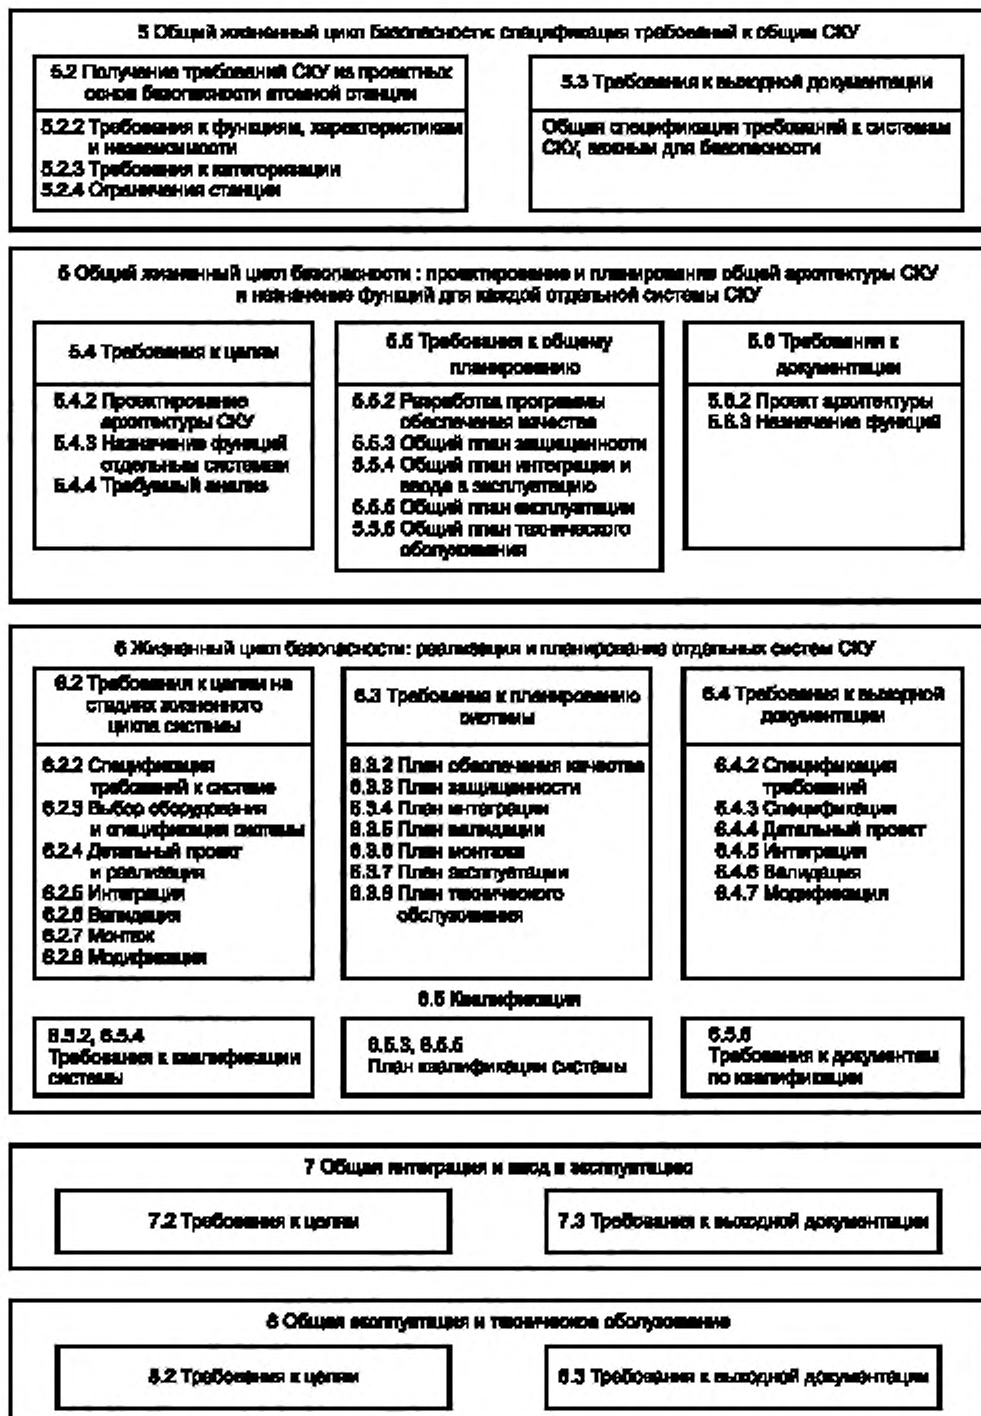 5 Общий жизненный цикл безопасности: спецификация требований к общим СКУ
5.2 Получение требований СКУ из проектных
основ безопасности атомной станции
5.2.2 Требования к функциям, характеристикам
и независимости
5.2.3 Требования к категоризации
5.2.4 Ограничения станции
5.3 Требования к выходной документации
Общая спецификация требований к системам
СКУ, важным для безопасности
5 Общий жизненный цикл безопасности : проектирование и планирование общей архитектуры СКУ
и назначение функций для каждой отдельной системы СКУ
5.4 Требования к целям
5.4.2 Проектирование
архитектуры СКУ
5.4.3 Назначение функций
отдельным системам
5.4.4 Требуемый анализ
5.5 Требования к общему
планированию
5.5.2 Разработка программы
обеспечения качества
5.5.3 Общий план защищенности
5.5.4 Общий план интеграции и
ввода в эксплуатацию
5.5.5 Общий план эксплуатации
5.5.6 Общий план технического
обслуживания
5.6 Требования к
документации
5.6.2 Проект архитектуры
5.6.3 Назначение функций
6 Жизненный цикл безопасности: реализация и планирование отдельных систем СКУ
6.2 Требования к целям на
стадиях жизненного
цикла системы
6.2.2 Спецификация
требований к системе
6.2.3 Выбор оборудования
и спецификация системы
6.2.4 Детальный проект
и реализация
6.2.5 Интеграция
6.2.6 Валидация
6.2.7 Монтаж
6.2.8 Модификация
6.3 Требования к планированию
системы
6.3.2 План обеспечения качества
6.3.3 План защищенности
6.3.4 План интеграции
6.3.5 План валидации
6.3.6 План монтажа
6.3.7 План эксплуатации
6.3.8 План технического
обслуживания
6.4 Требования к выходной
документации
6.4.2 Спецификация
требований
6.4.3 Спецификация
6.4.4 Детальный проект
6.4.5 Интеграция
6.4.6 Валидация
6.4.7 Модификация
6.5 Квалификация
6.5.2, 6.5.4
Требования к квалификации
системы
6.5.3, 6.5.5
План квалификации системы
6.5.6
Требования к документам
по квалификации
7 Общая интеграция и ввод в эксплуатацию
7.2 Требования к целям
7.3 Требования к выходной документации
8 Общая эксплуатация и техническое обслуживание
8.2 Требования к целям
8.3 Требования к выходной документации